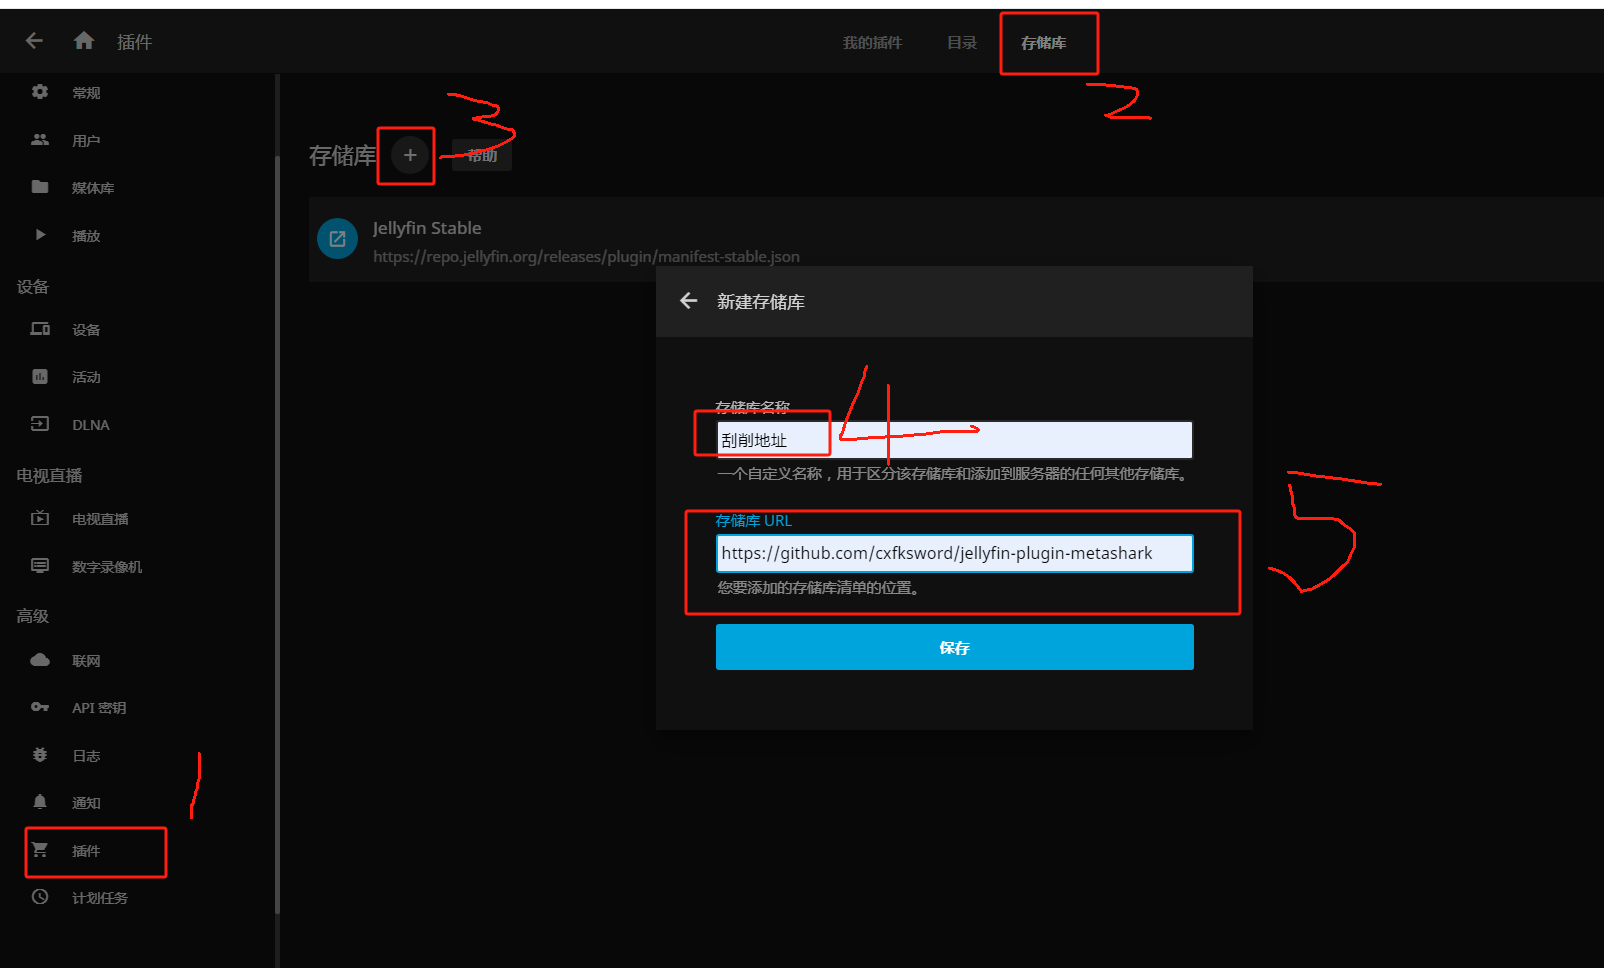 插件
我的插件
目录
存储库
2
常规
用户
媒体库
播放
设备
设备
活动
DLNA
电视直播
电视直播
数字录像机
高级
联网
API 密钥
日志
通知
插件
计划任务
1
存储库
+
帮助
3
Jellyfin Stable
https://repo.jellyfin.org/releases/plugin/manifest-stable.json
新建存储库
存储库名称
刮削地址
4
一个自定义名称，用于区分该存储库和添加到服务器的任何其他存储库。
存储库 URL
https://github.com/cxfksword/jellyfin-plugin-metashark
您要添加的存储库清单的位置。
5
保存